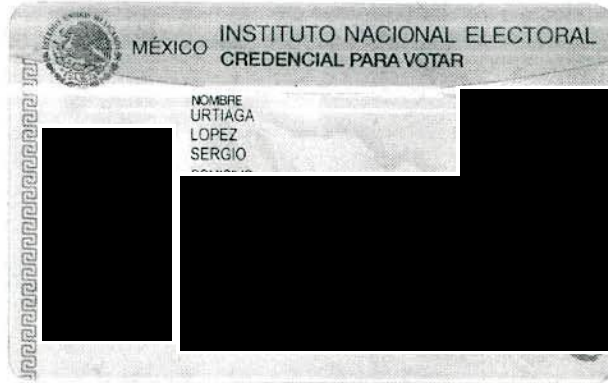 MÉXICO INSTITUTO NACIONAL ELECTORAL
CREDENCIAL PARA VOTAR
NOMBRE
URTIAGA
LOPEZ
SERGIO